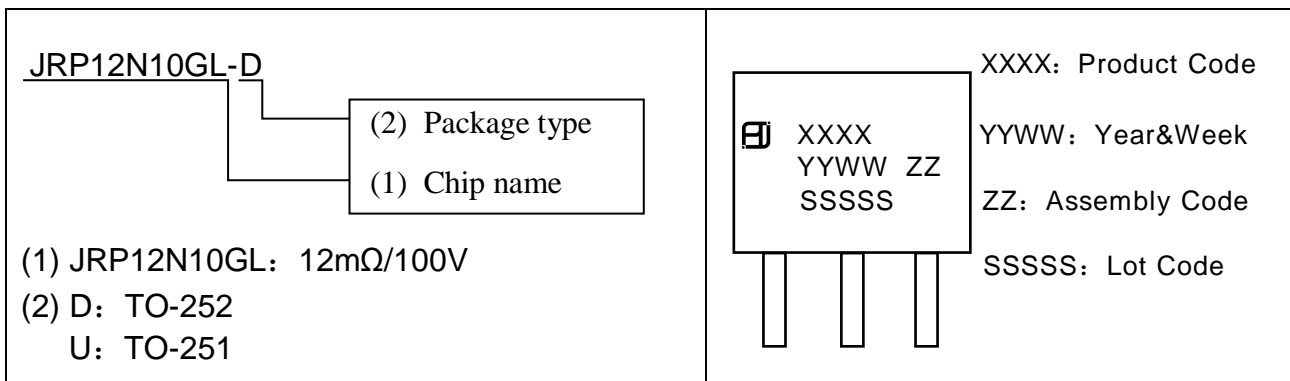 JRP12N10GL-D
(2) Package type
(1) Chip name
(1) JRP12N10GL：12mΩ/100V
(2) D：TO-252
U：TO-251
XXXX
YYWW ZZ
SSSSS
XXXX：Product Code
YYWW：Year&Week
ZZ：Assembly Code
SSSSS：Lot Code